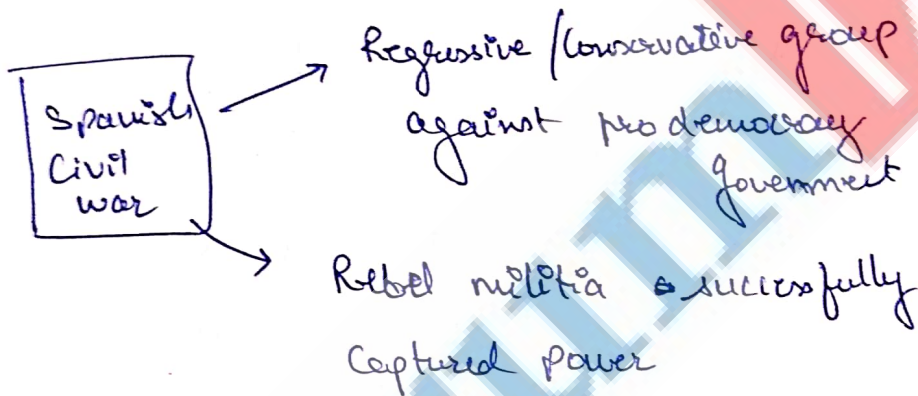 Regressive / Conservative group
against pro democracy
government
Spanish
Civil
war
Rebel militia successfully
Captured power